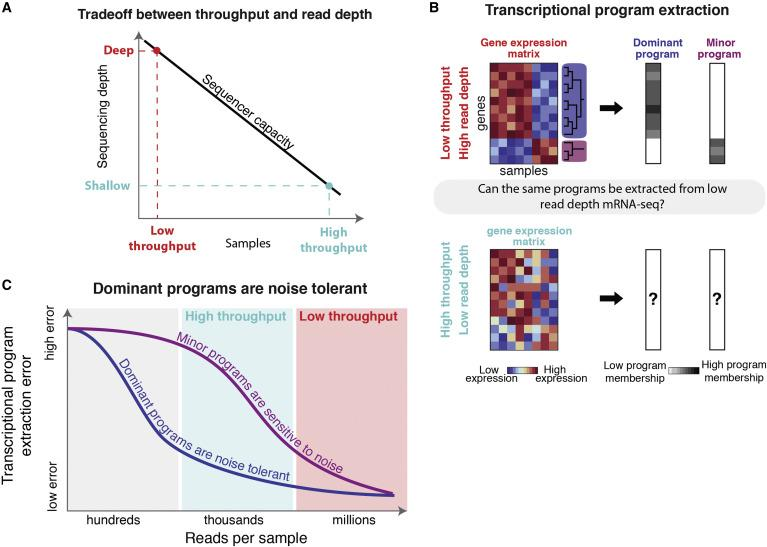 A
Tradeoff between throughput and read depth
Deep
Sequencing depth
Sequencer capacity
Shallow
Low
throughput
Samples
High
throughput
B
Transcriptional program extraction
Low throughput
High read depth
Gene expression
matrix
genes
samples
Dominant
program
Minor
program
Can the same programs be extracted from low
read depth mRNA-seq?
High throughput
Low read depth
gene expression
matrix
?
?
Low
expression
High
expression
Low program
membership
High program
membership
C
Dominant programs are noise tolerant
Transcriptional program
extraction error
high error
low error
High throughput
Low throughput
Minor programs are sensitive to noise
Dominant programs are noise tolerant
hundreds
thousands
millions
Reads per sample